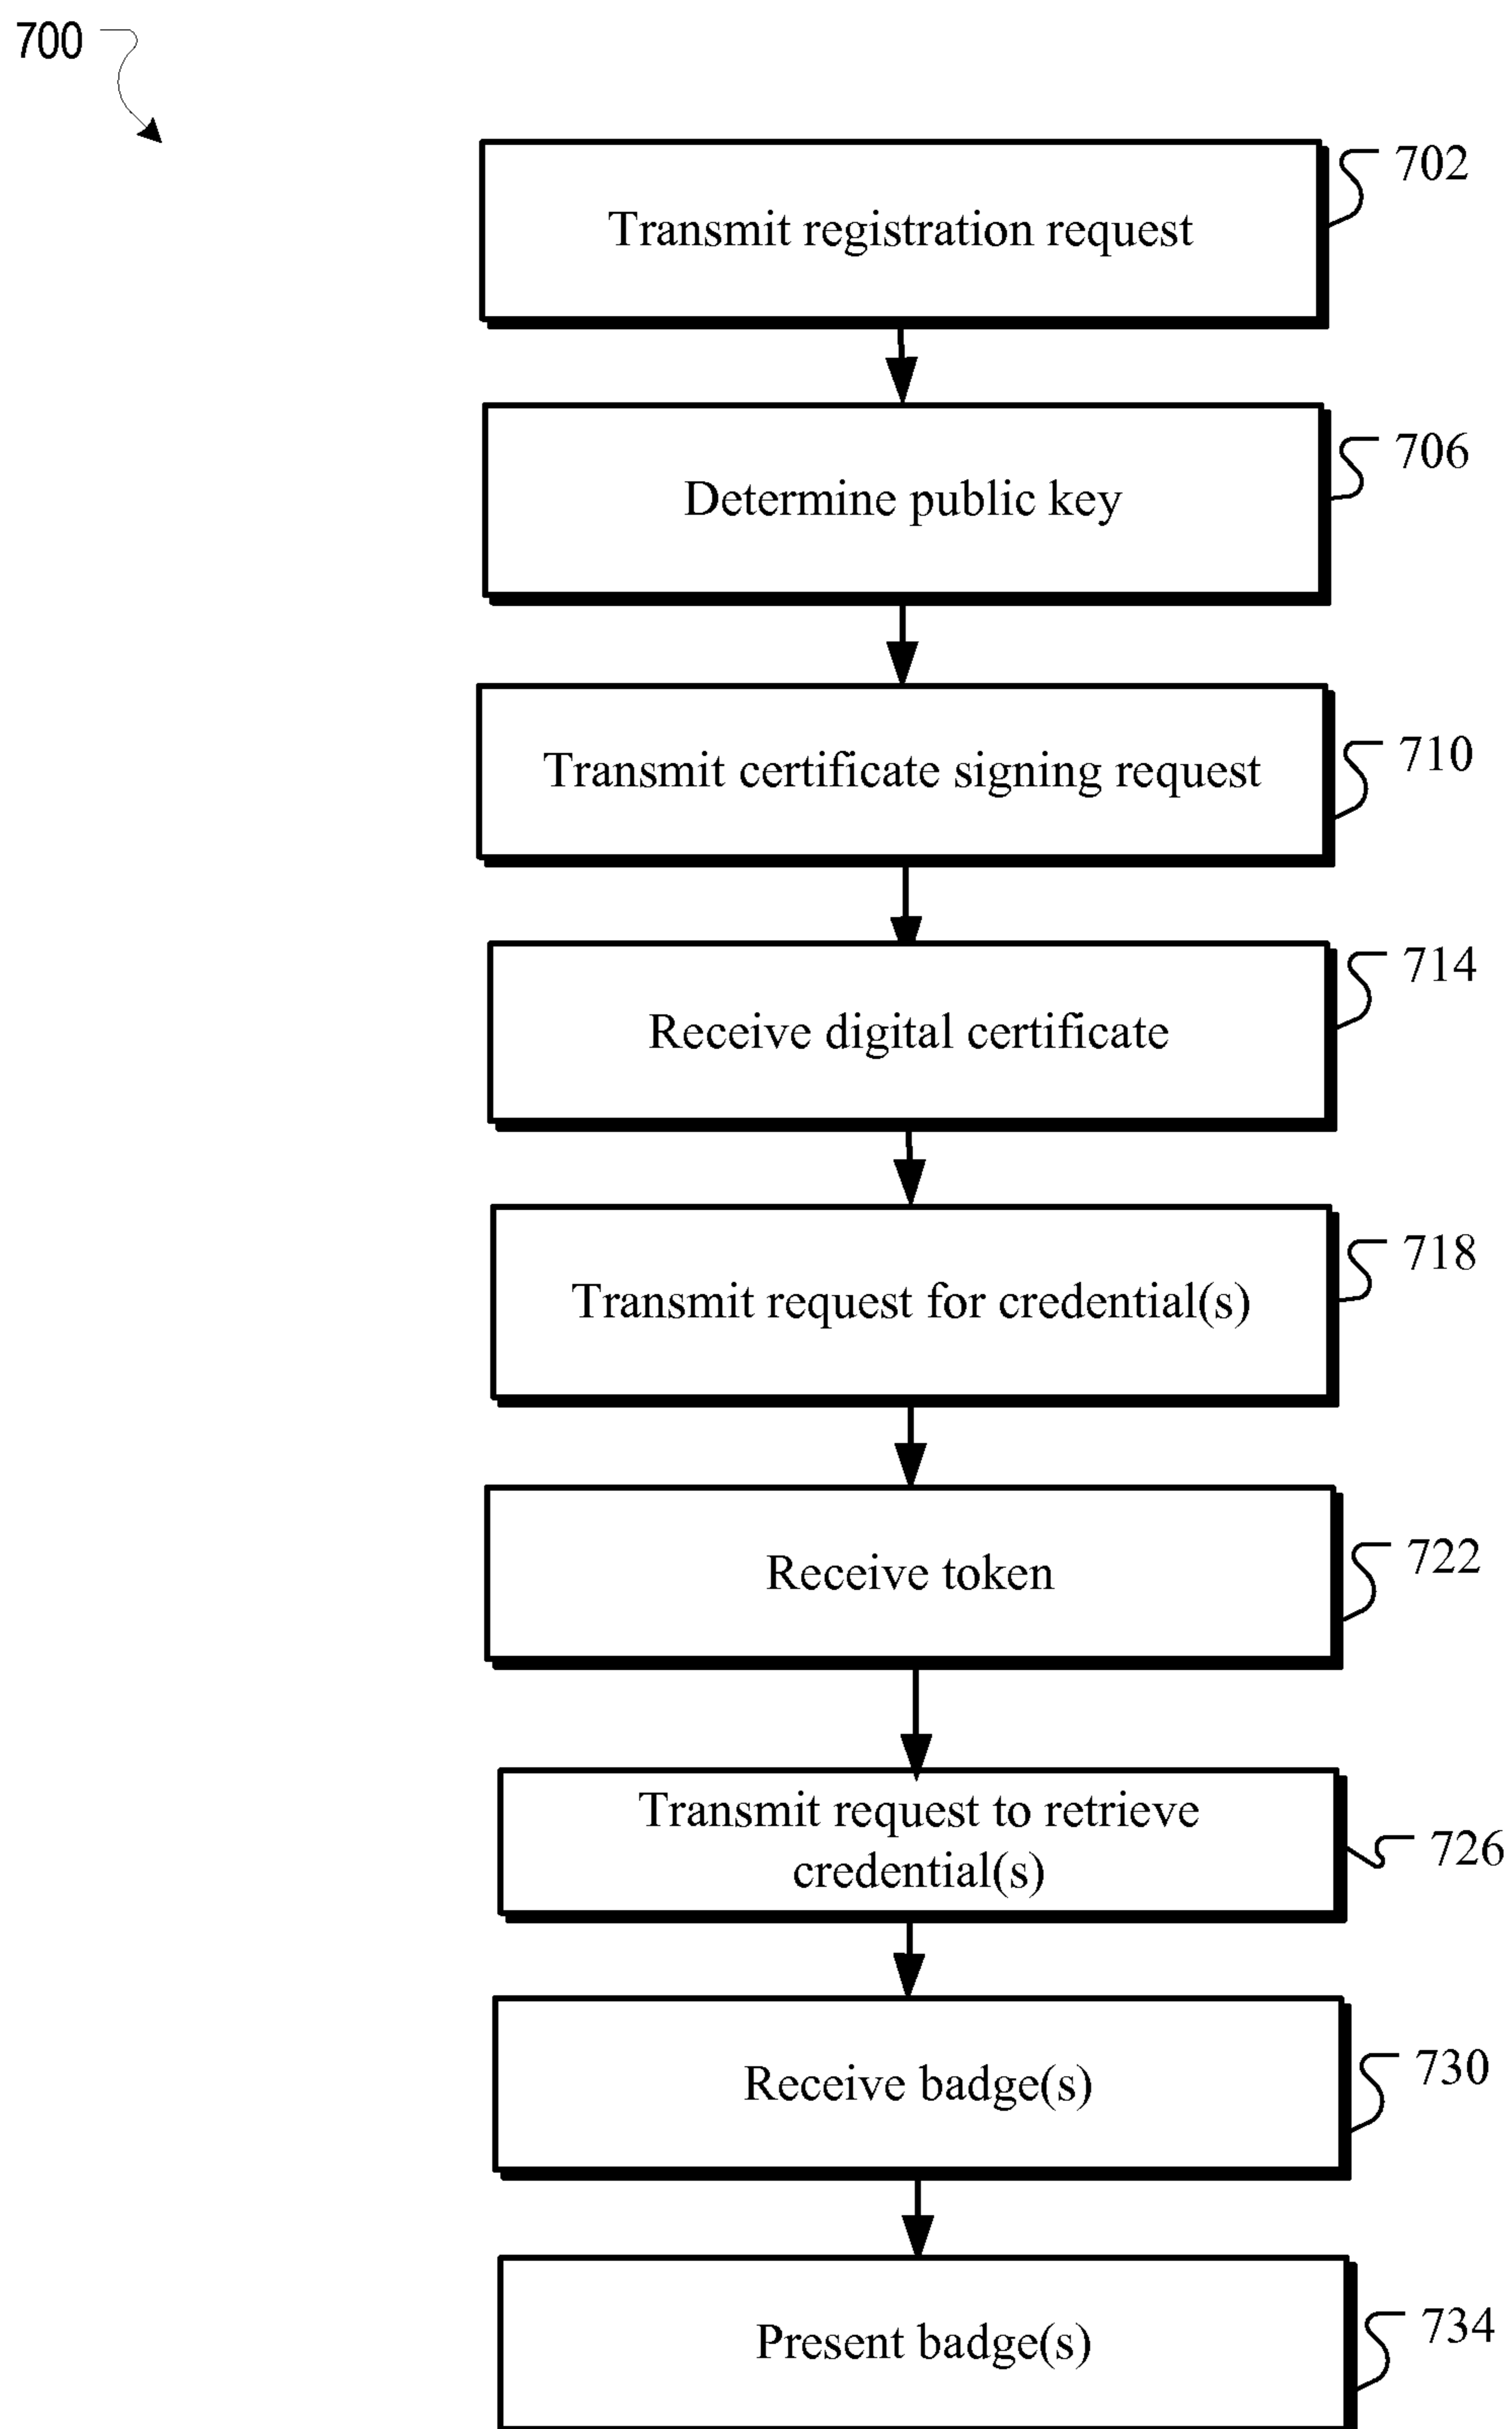 700
702
Transmit registration request
706
Determine public key
710
Transmit certificate signing request
714
Receive digital certificate
718
Transmit request for credential(s)
722
Receive token
Transmit request to retrieve
726
credential(s)
730
Receive badge(s)
734
Present badge(s)